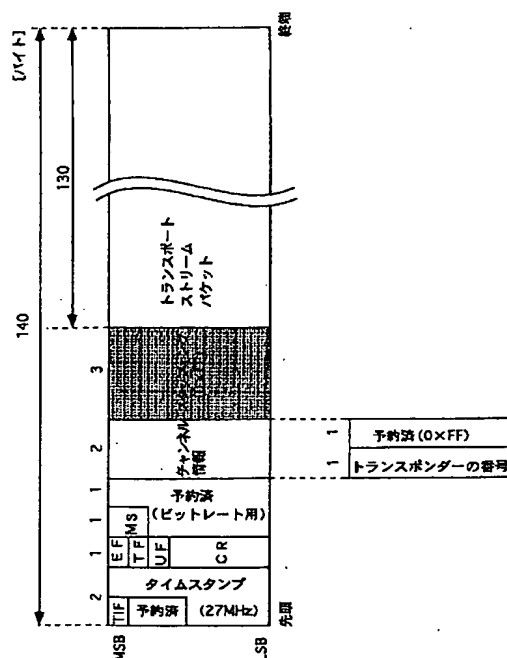 [バイト]
140
130
2
1
1
1
2
3
MSB
LSB
先頭
終端
TIF
予約済
タイムスタンプ
(27MHz)
EF
TF
UF
CR
MS
予約済
(ビットレート用)
チャンネル
情報
トランスポート
ストリーム
パケット
1
1
トランスポンダーの番号
予約済(0×FF)